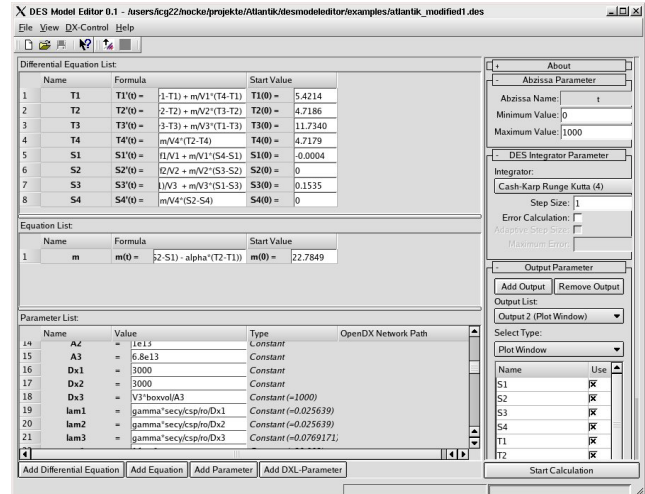 DES Model Editor 0.1 - /users/icg22/nocke/projekte/Atlantik/desmodeleditor/examples/atlantik_modified1.des
File View DX-Control Help
Differential Equation List:
Name Formula Start Value
1 T1 T1'(t) = r1-T1) + m/V1*(T4-T1) T1(0) = 5.4214
2 T2 T2'(t) = r2-T2) + m/V2*(T3-T2) T2(0) = 4.7186
3 T3 T3'(t) = r3-T3) + m/V3*(T1-T3) T3(0) = 11.7340
4 T4 T4'(t) = m/V4*(T2-T4) T4(0) = 4.7179
5 S1 S1'(t) = f1/V1 + m/V1*(S4-S1) S1(0) = -0.0004
6 S2 S2'(t) = f2/V2 + m/V2*(S3-S2) S2(0) = 0
7 S3 S3'(t) = )/V3 + m/V3*(S1-S3) S3(0) = 0.1535
8 S4 S4'(t) = m/V4*(S2-S4) S4(0) = 0
Equation List:
Name Formula Start Value
1 m m(t) = S2-S1) - alpha*(T2-T1)) m(0) = 22.7849
Parameter List:
Name Value Type OpenDX Network Path
14 A2 = 1e13 Constant
15 A3 = 6.8e13 Constant
16 Dx1 = 3000 Constant
17 Dx2 = 3000 Constant
18 Dx3 = V3*boxvol/A3 Constant (=1000)
19 lam1 = gamma*secy/csp/ro/Dx1 Constant (=0.025639)
20 lam2 = gamma*secy/csp/ro/Dx2 Constant (=0.025639)
21 lam3 = gamma*secy/csp/ro/Dx3 Constant (=0.0769171)
Add Differential Equation Add Equation Add Parameter Add DXL-Parameter
+ About
- Abzissa Parameter
Abzissa Name: t
Minimum Value: 0
Maximum Value: 1000
- DES Integrator Parameter
Integrator:
Cash-Karp Runge Kutta (4)
Step Size: 1
Error Calculation:
Adaptive Step Size:
Maximum Error:
- Output Parameter
Add Output Remove Output
Output List:
Output 2 (Plot Window)
Select Type:
Plot Window
Name Use
S1
S2
S3
S4
T1
T2
Start Calculation